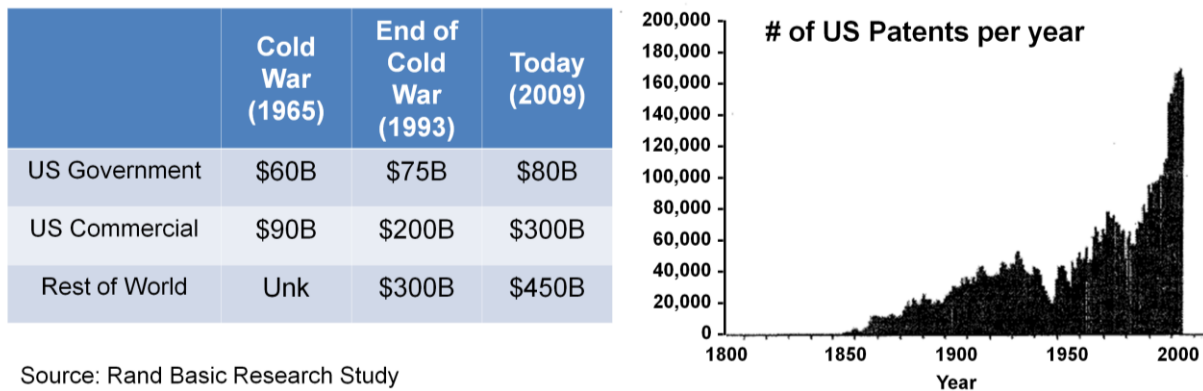 Cold
War
(1965)
End of
Cold
War
(1993)
Today
(2009)
US Government $60B $75B $80B
US Commercial $90B $200B $300B
Rest of World Unk $300B $450B
Source: Rand Basic Research Study
# of US Patents per year
200,000
180,000
160,000
140,000
120,000
100,000
80,000
60,000
40,000
20,000
0
1800 1850 1900 1950 2000
Year